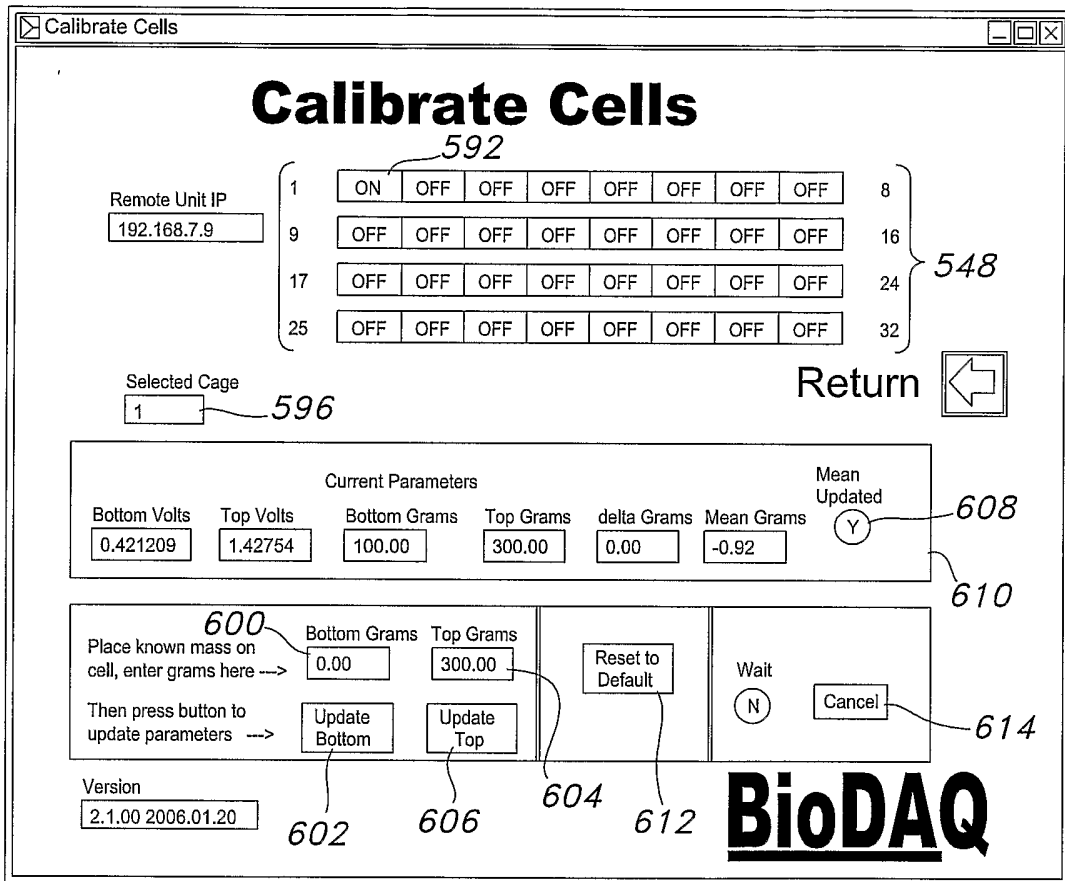 Calibrate Cells
Calibrate Cells
592
Remote Unit IP
192.168.7.9
1 ON OFF OFF OFF OFF OFF OFF OFF 8
9 OFF OFF OFF OFF OFF OFF OFF OFF 16
17 OFF OFF OFF OFF OFF OFF OFF OFF 24
25 OFF OFF OFF OFF OFF OFF OFF OFF 32
548
Return
Selected Cage
1
596
Current Parameters
Mean
Updated
Y
608
Bottom Volts Top Volts Bottom Grams Top Grams delta Grams Mean Grams
0.421209 1.42754 100.00 300.00 0.00 -0.92
610
600
Bottom Grams Top Grams
Place known mass on
cell, enter grams here --->
0.00 300.00
Then press button to
update parameters --->
Update
Bottom
Update
Top
Reset to
Default
Wait
N
Cancel
614
604
602
606
612
Version
2.1.00 2006.01.20
BioDAQ